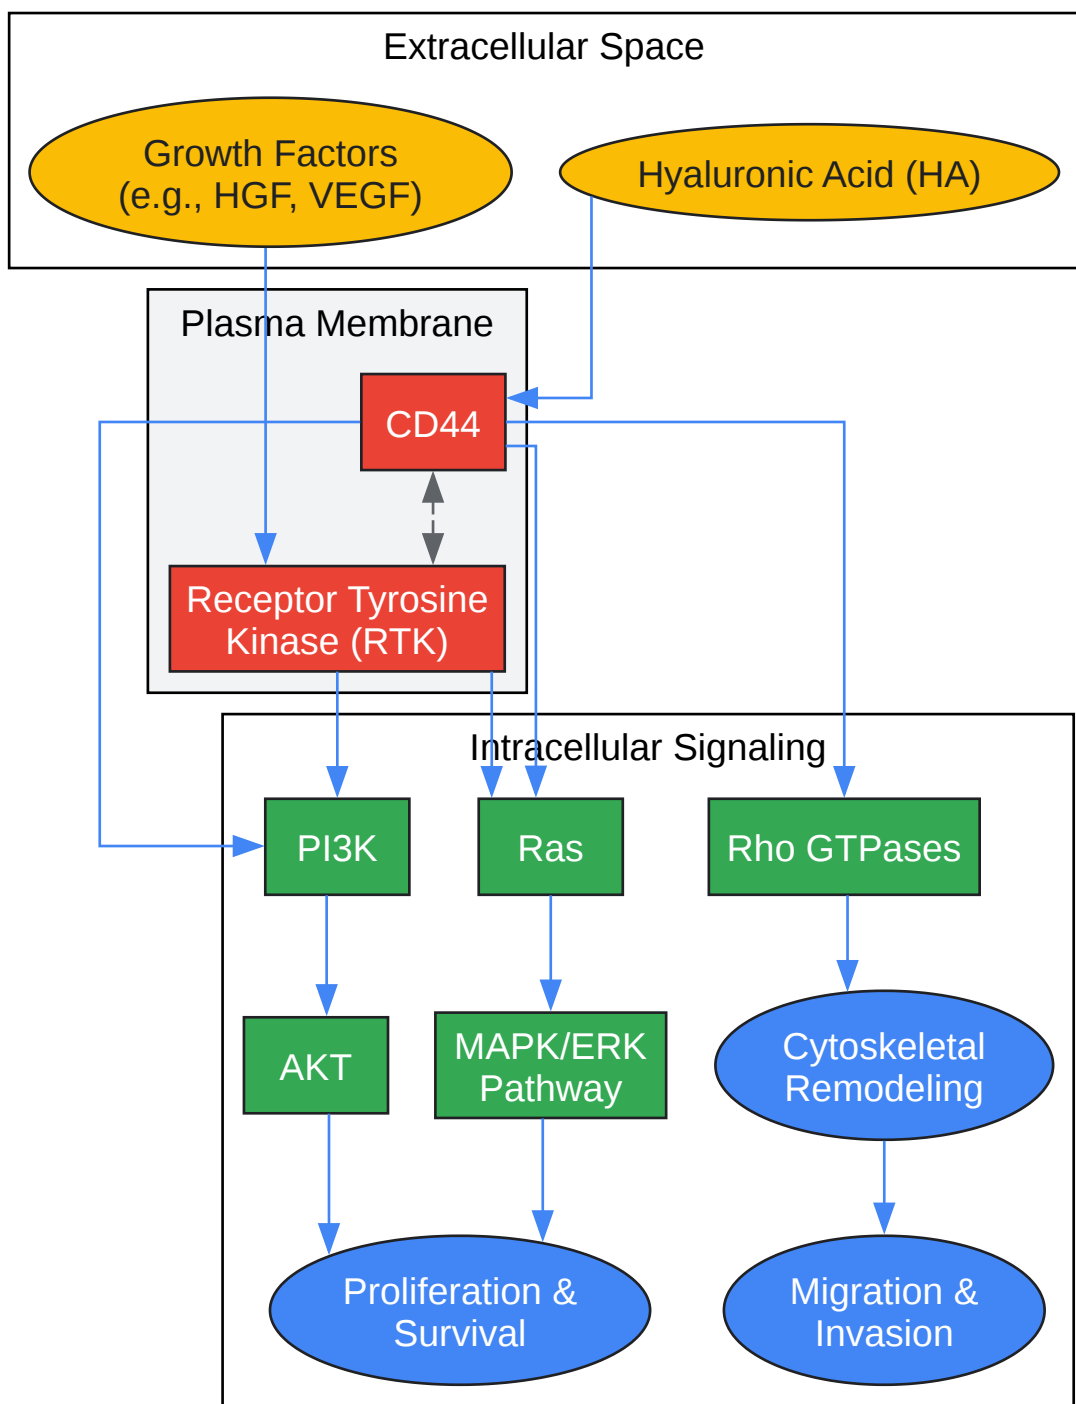 Extracellular Space
Growth Factors
(e.g., HGF, VEGF)
Hyaluronic Acid (HA)
Plasma Membrane
CD44
Receptor Tyrosine
Kinase (RTK)
Intracellular Signaling
PI3K
Ras
Rho GTPases
AKT
MAPK/ERK
Pathway
Cytoskeletal
Remodeling
Proliferation &
Survival
Migration &
Invasion